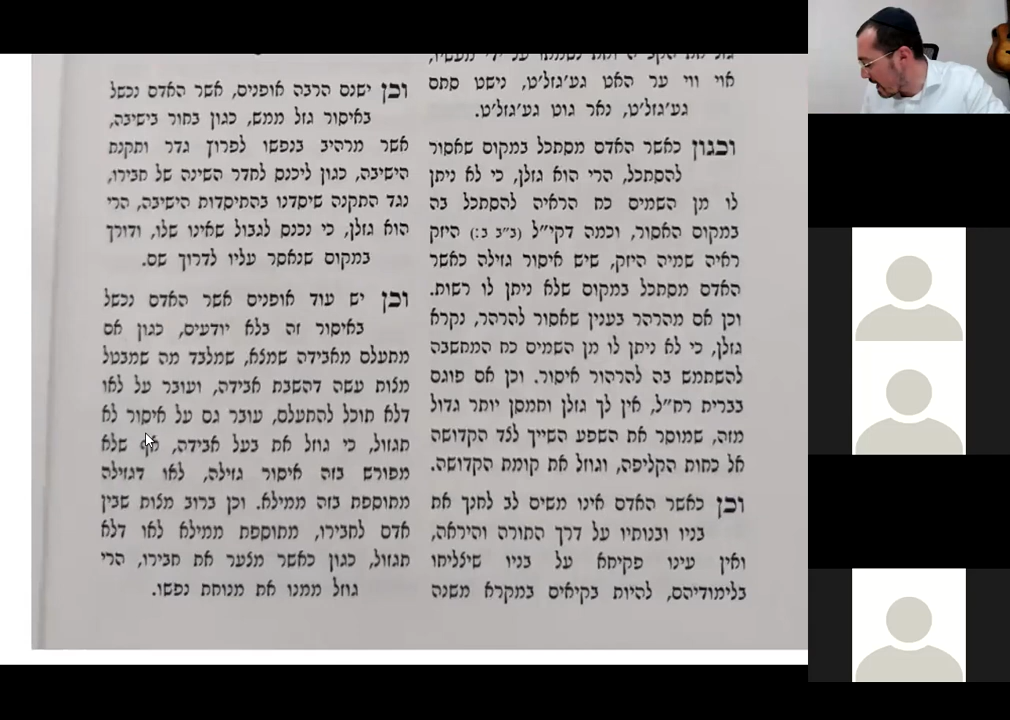 גזל את
על ידי מעשיו,
אוי ווי ער האט גע'גזל'ט, נישט סתם
גע'גזל'ט, נאר גוט גע'גזל'ט.
וכגון כאשר האדם מסתכל במקום שאסור
להסתכל, הרי הוא גזלן, כי לא ניתן
לו מן השמים כח הראיה להסתכל בה
במקום האסור, וכמה דקיי"ל (ב"ב ב:) היזק
ראיה שמיה היזק, שיש איסור גזילה כאשר
האדם מסתכל במקום שלא ניתן לו רשות.
וכן אם מהרהר בענין שאסור להרהר, נקרא
גזלן, כי לא ניתן לו מן השמים כח המחשבה
להשתמש בה להרהור איסור. וכן אם פוגם
בברית רח"ל, אין לך גזלן וחמסן יותר גדול
מזה, שמוסר את השפע השייך לצד הקדושה
אל כחות הקליפה, וגוזל את קומת הקדושה.
וכן כאשר האדם אינו משים לב לחנך את
בניו ובנותיו על דרך התורה והיראה,
ואין עינו פקיחא על בניו שיצליחו
בלימודיהם, להיות בקיאים במקרא משנה
וכן ישנם הרבה אופנים, אשר האדם נכשל
באיסור גזל ממש, כגון בחור בישיבה,
אשר מרהיב בנפשו לפרוץ גדר ותקנת
הישיבה, כגון ליכנס לחדר השינה של חבירו,
נגד התקנה שיסדנו בהתיסדות הישיבה, הרי
הוא גזלן, כי נכנס לגבול שאינו שלו, ודורך
במקום שנאסר עליו לדרוך שם.
וכן יש עוד אופנים אשר האדם נכשל
באיסור זה בלא יודעים, כגון אם
מתעלם מאבידה שמצא, שמלבד מה שמבטל
מצות עשה דהשבת אבידה, ועובר על לאו
דלא תוכל להתעלם, עובר גם על איסור לא
תגזול, כי גוזל את בעל אבידה, אף שלא
מפורש בזה איסור גזילה, לאו דגזילה
מתוספת בזה ממילא. וכן ברוב מצות שבין
אדם לחבירו, מתוספת ממילא לאו דלא
תגזול, כגון כאשר מצער את חבירו, הרי
גוזל ממנו את מנוחת נפשו.